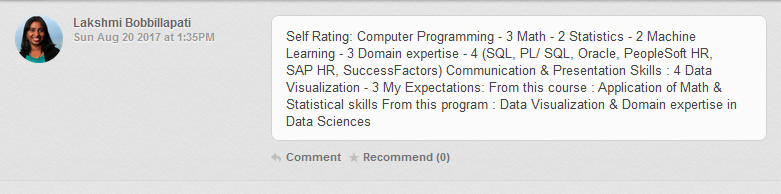 Lakshmi Bobbillapati
Sun Aug 20 2017 at 1:35PM
Self Rating: Computer Programming - 3 Math - 2 Statistics - 2 Machine
Learning - 3 Domain expertise - 4 (SQL, PL/ SQL, Oracle, PeopleSoft HR,
SAP HR, SuccessFactors) Communication & Presentation Skills : 4 Data
Visualization - 3 My Expectations: From this course : Application of Math &
Statistical skills From this program : Data Visualization & Domain expertise in
Data Sciences
Comment Recommend (0)